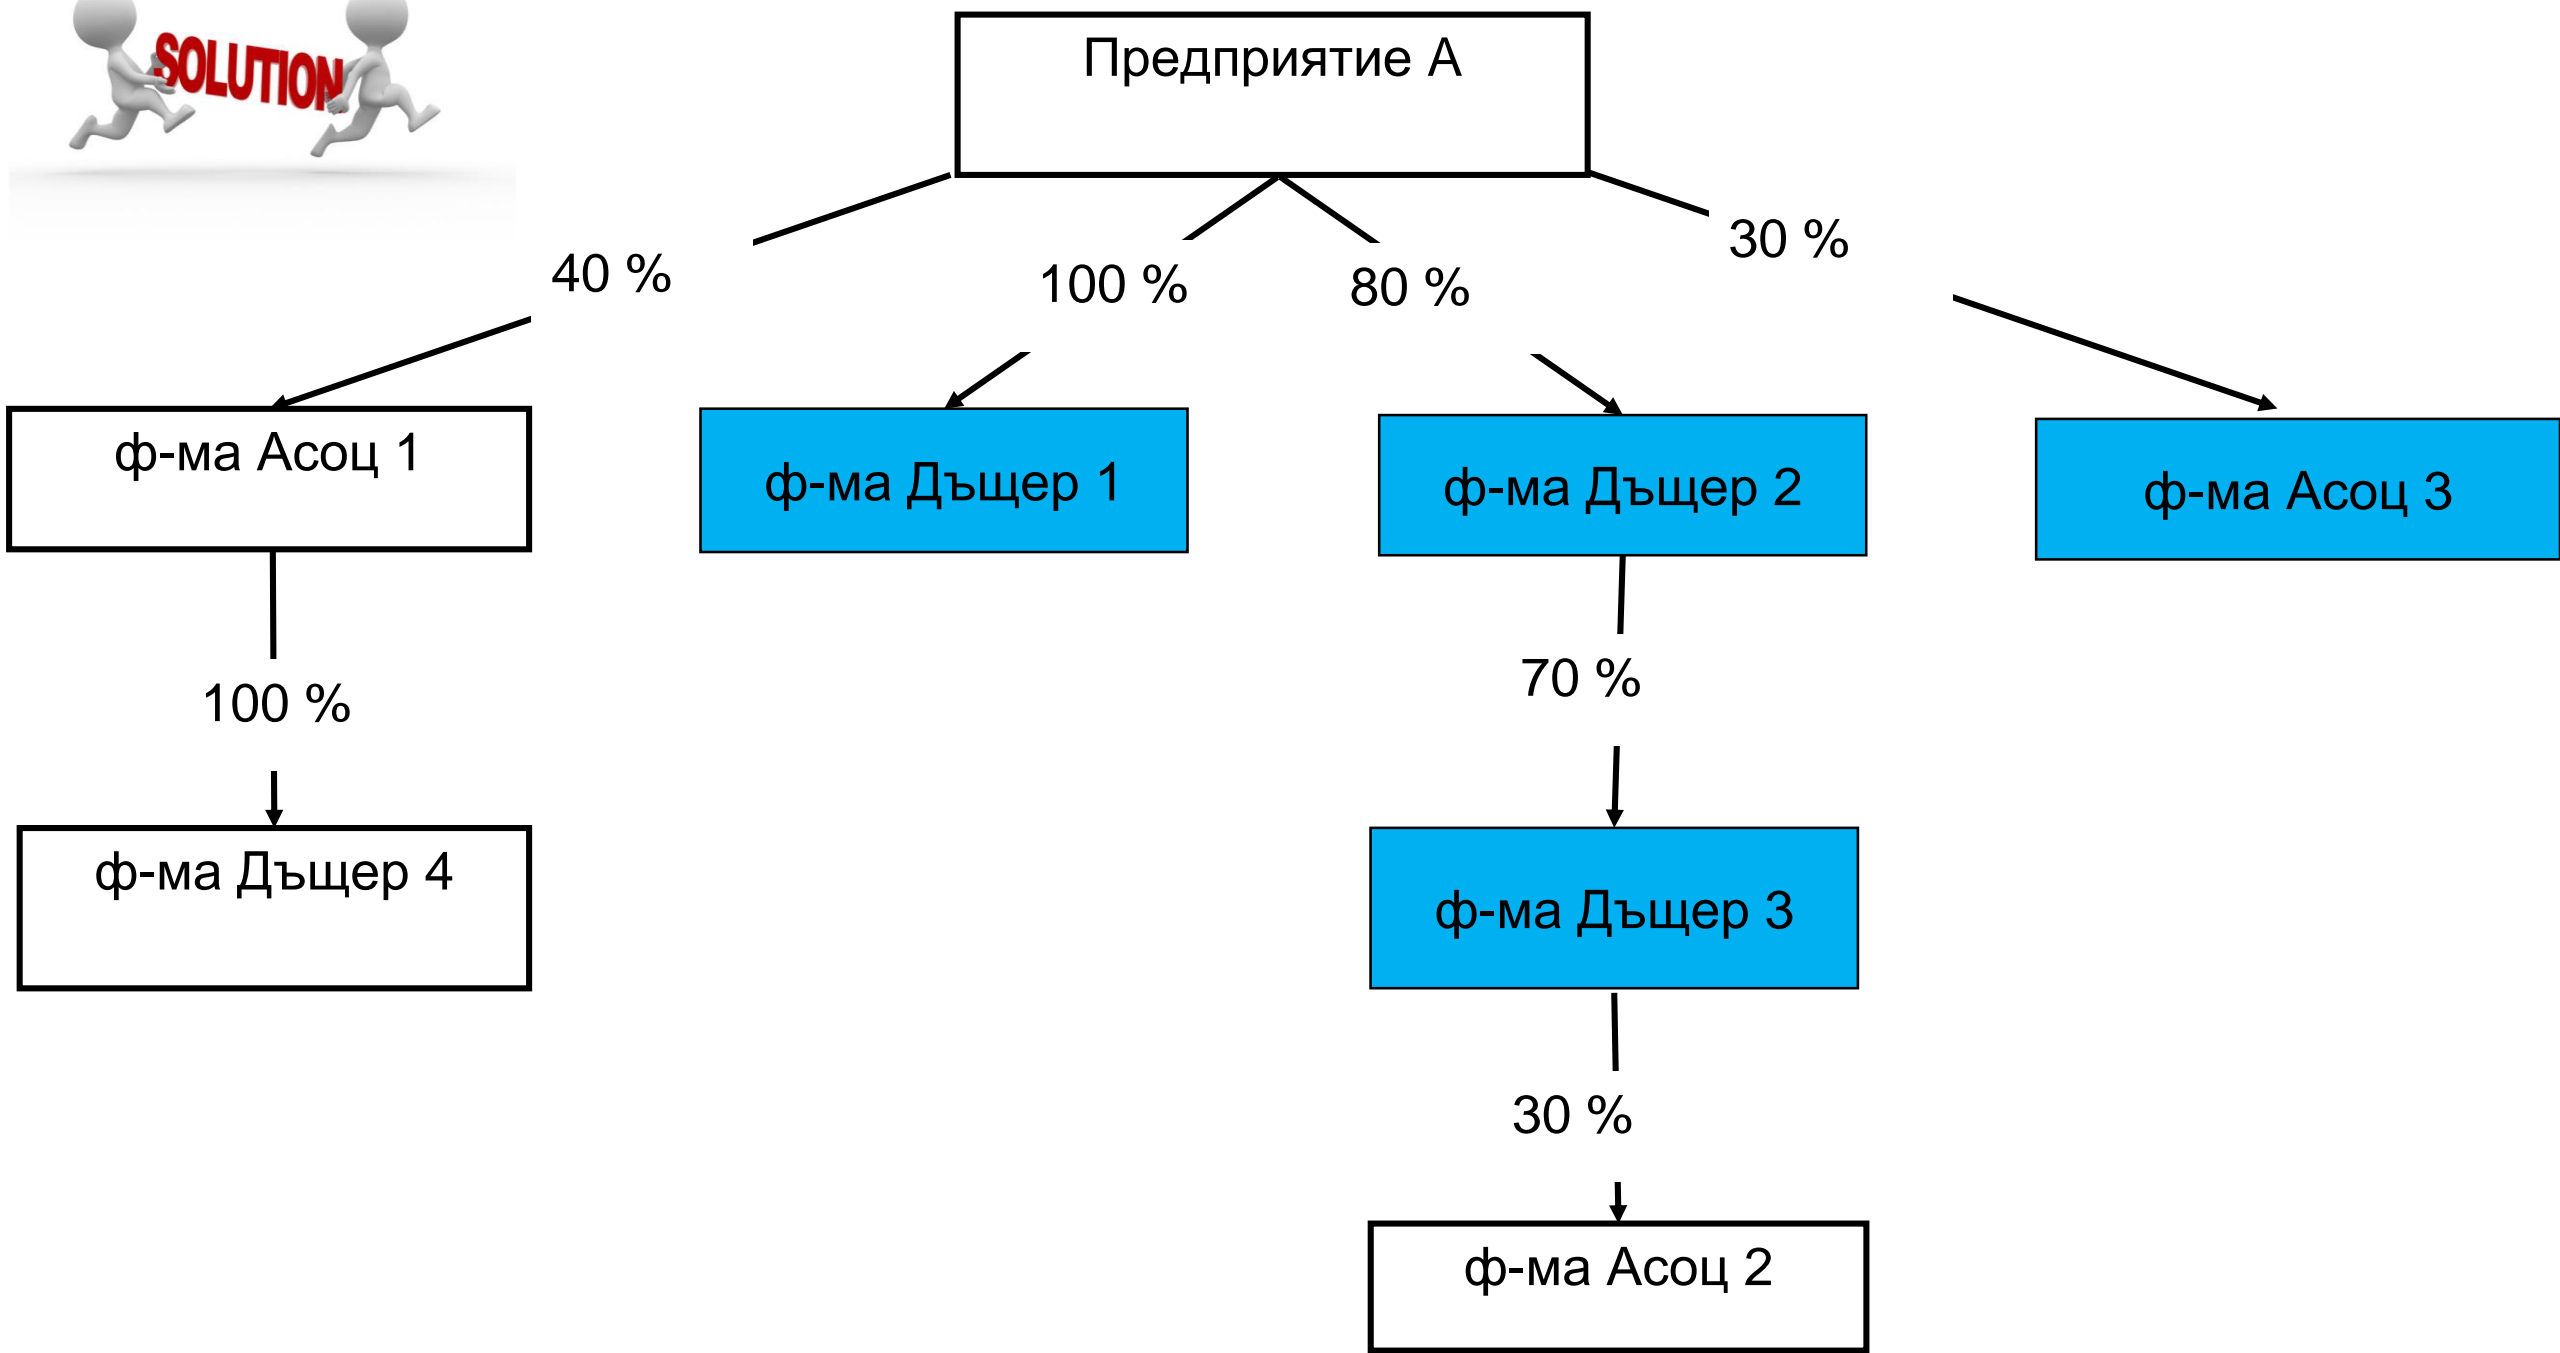 SOLUTION
Предприятие А
40 %
100 %
80 %
30 %
ф-ма Асоц 1
ф-ма Дъщер 1
ф-ма Дъщер 2
ф-ма Асоц 3
100 %
70 %
ф-ма Дъщер 4
ф-ма Дъщер 3
30 %
ф-ма Асоц 2